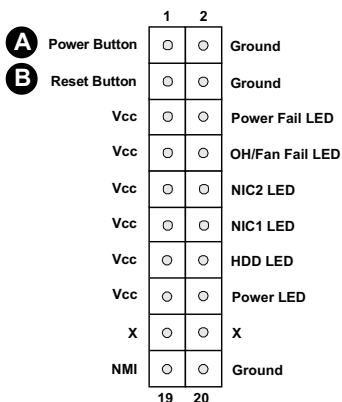 1 2
A Power Button Ground
B Reset Button Ground
Vcc Power Fail LED
Vcc OH/Fan Fail LED
Vcc NIC2 LED
Vcc NIC1 LED
Vcc HDD LED
Vcc Power LED
X X
NMI Ground
19 20